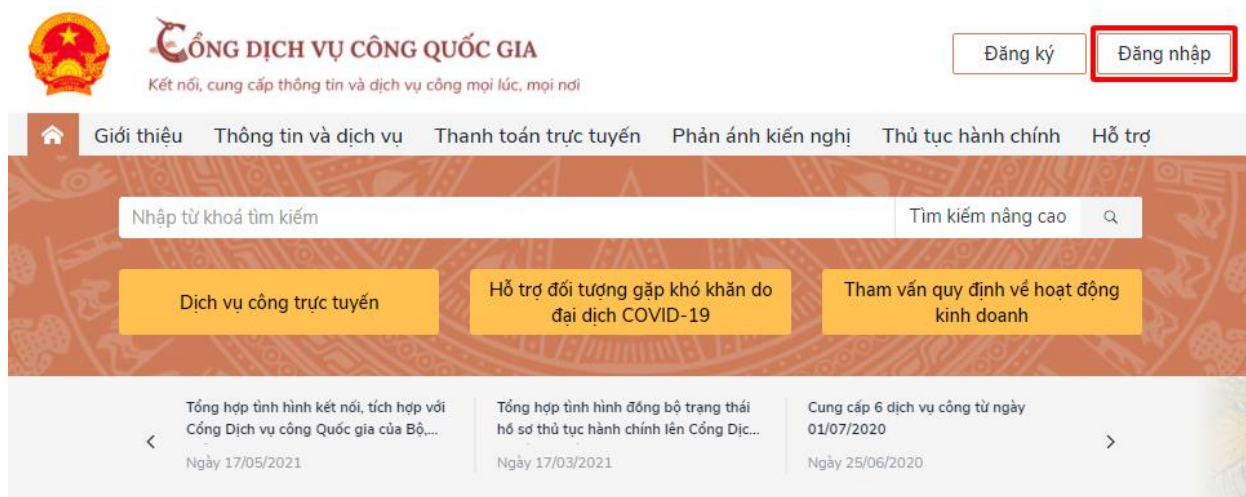 CỔNG DỊCH VỤ CÔNG QUỐC GIA
Kết nối, cung cấp thông tin và dịch vụ công mọi lúc, mọi nơi
Đăng ký
Đăng nhập
Giới thiệu Thông tin và dịch vụ Thanh toán trực tuyến Phản ánh kiến nghị Thủ tục hành chính Hỗ trợ
Nhập từ khoá tìm kiếm
Tìm kiếm nâng cao
Dịch vụ công trực tuyến
Hỗ trợ đối tượng gặp khó khăn do
đại dịch COVID-19
Tham vấn quy định về hoạt động
kinh doanh
Tổng hợp tình hình kết nối, tích hợp với
Cổng Dịch vụ công Quốc gia của Bộ,...
Ngày 17/05/2021
Tổng hợp tình hình đồng bộ trạng thái
hồ sơ thủ tục hành chính lên Cổng Dịc...
Ngày 17/03/2021
Cung cấp 6 dịch vụ công từ ngày
01/07/2020
Ngày 25/06/2020